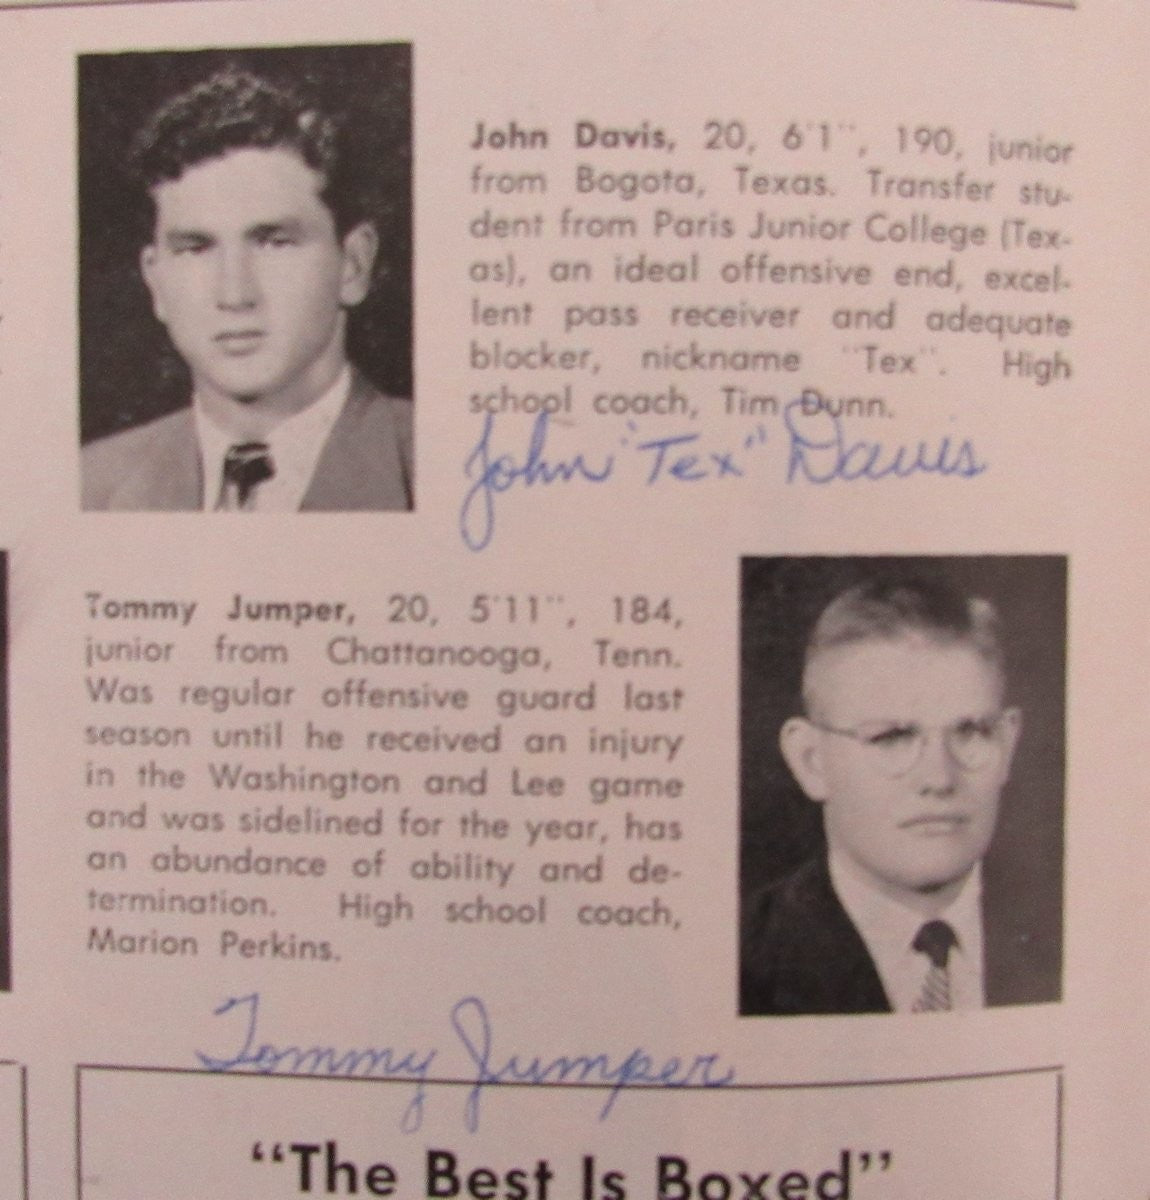 John Davis, 20, 6'1", 190, junior
from Bogota, Texas. Transfer stu-
dent from Paris Junior College (Tex-
as), an ideal offensive end, excel-
lent pass receiver and adequate
blocker, nickname "Tex". High
school coach, Tim Dunn.
John "Tex" Davis
Tommy Jumper, 20, 5'11", 184,
junior from Chattanooga, Tenn.
Was regular offensive guard last
season until he received an injury
in the Washington and Lee game
and was sidelined for the year, has
an abundance of ability and de-
termination. High school coach,
Marion Perkins.
Tommy Jumper
“The Best Is Boxed”